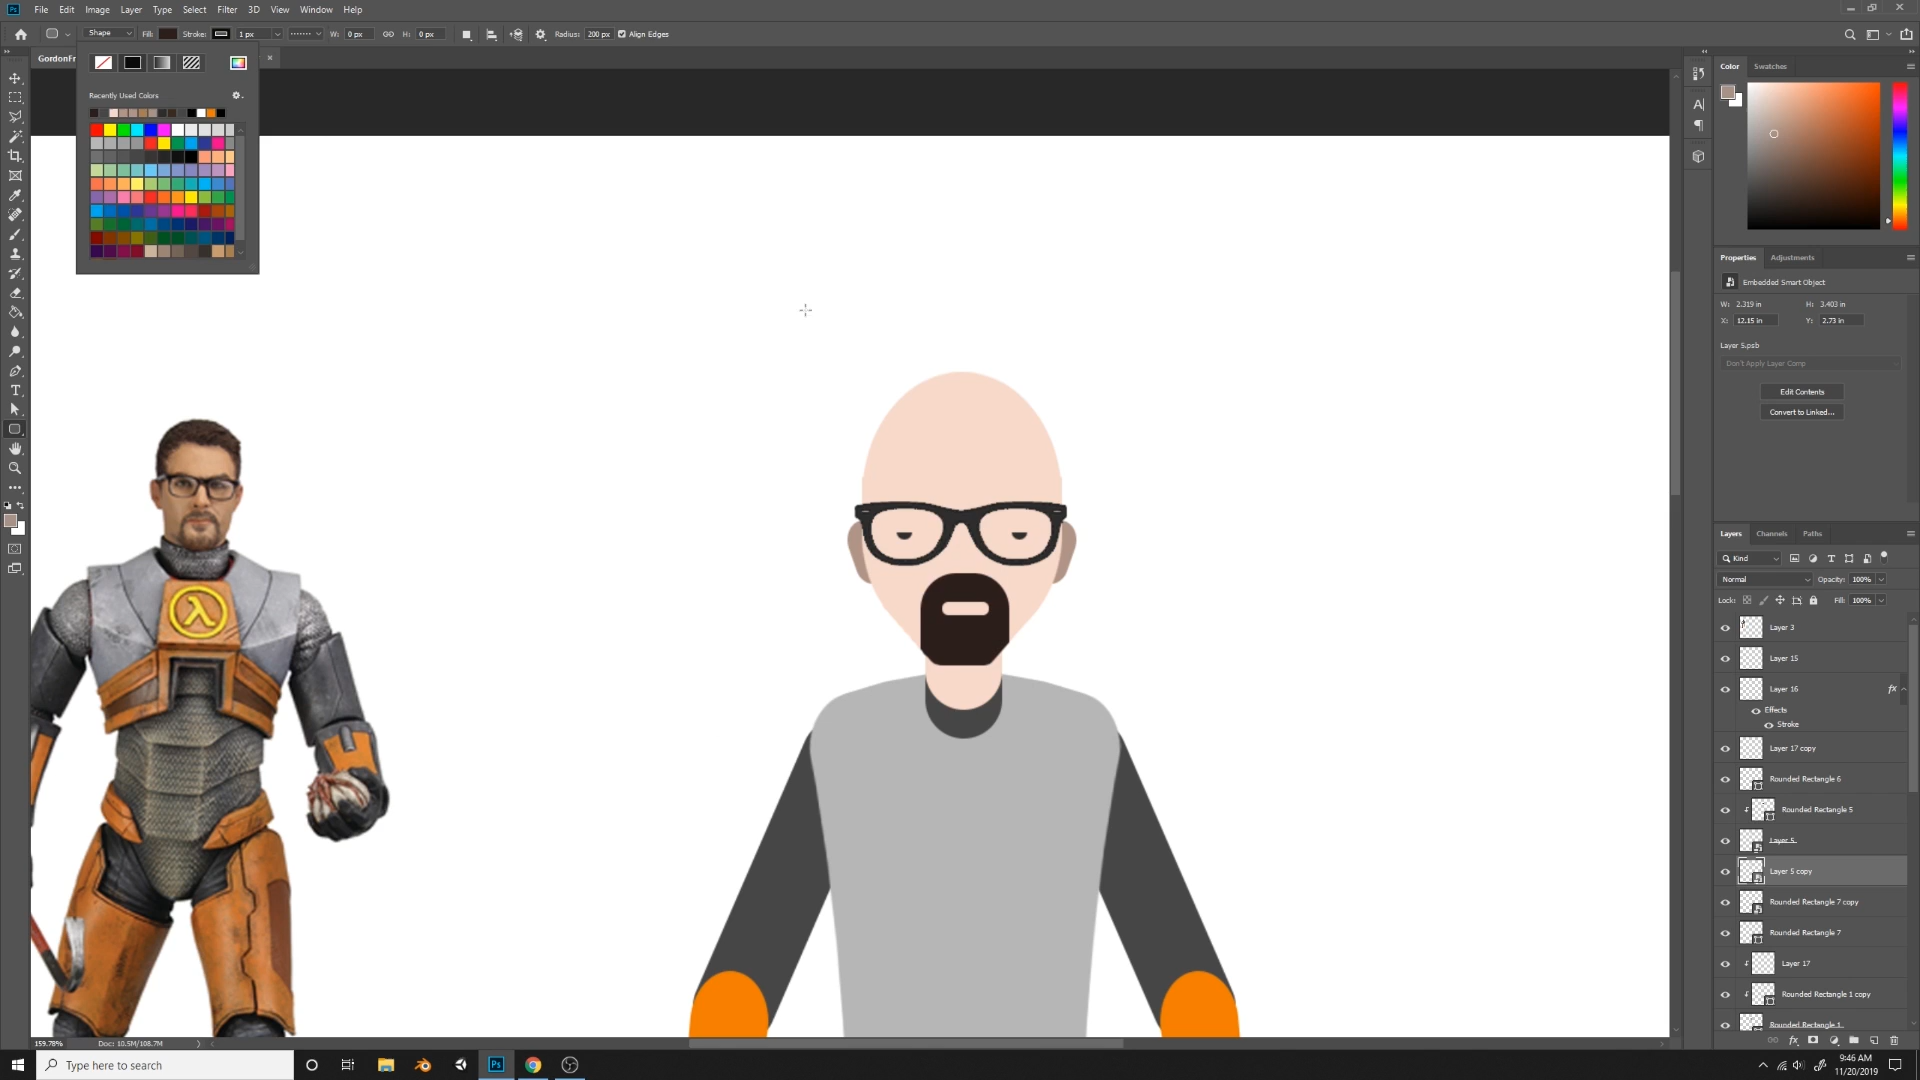 Ps File Edit Image Layer Type Select Filter 3D View Window Help
Shape Fill: Stroke: 1 px W: 0 px H: 0 px Radius: 200 px Align Edges
GordonFr
Recently Used Colors
Color Swatches
Properties Adjustments
Embedded Smart Object
W: 2.319 in H: 3.403 in
X: 12.15 in Y: 2.73 in
Layer 5.psb
Don't Apply Layer Comp
Edit Contents
Convert to Linked...
Layers Channels Paths
Kind
Normal Opacity: 100%
Lock: Fill: 100%
Layer 3
Layer 15
Layer 16 fx
Effects
Stroke
Layer 17 copy
Rounded Rectangle 6
Rounded Rectangle 5
Layer 5
Layer 5 copy
Rounded Rectangle 7 copy
Rounded Rectangle 7
Layer 17
Rounded Rectangle 1 copy
Rounded Rectangle 1
159.78% Doc: 10.5M/108.7M
Type here to search
Ps
9:46 AM
11/20/2019
λ